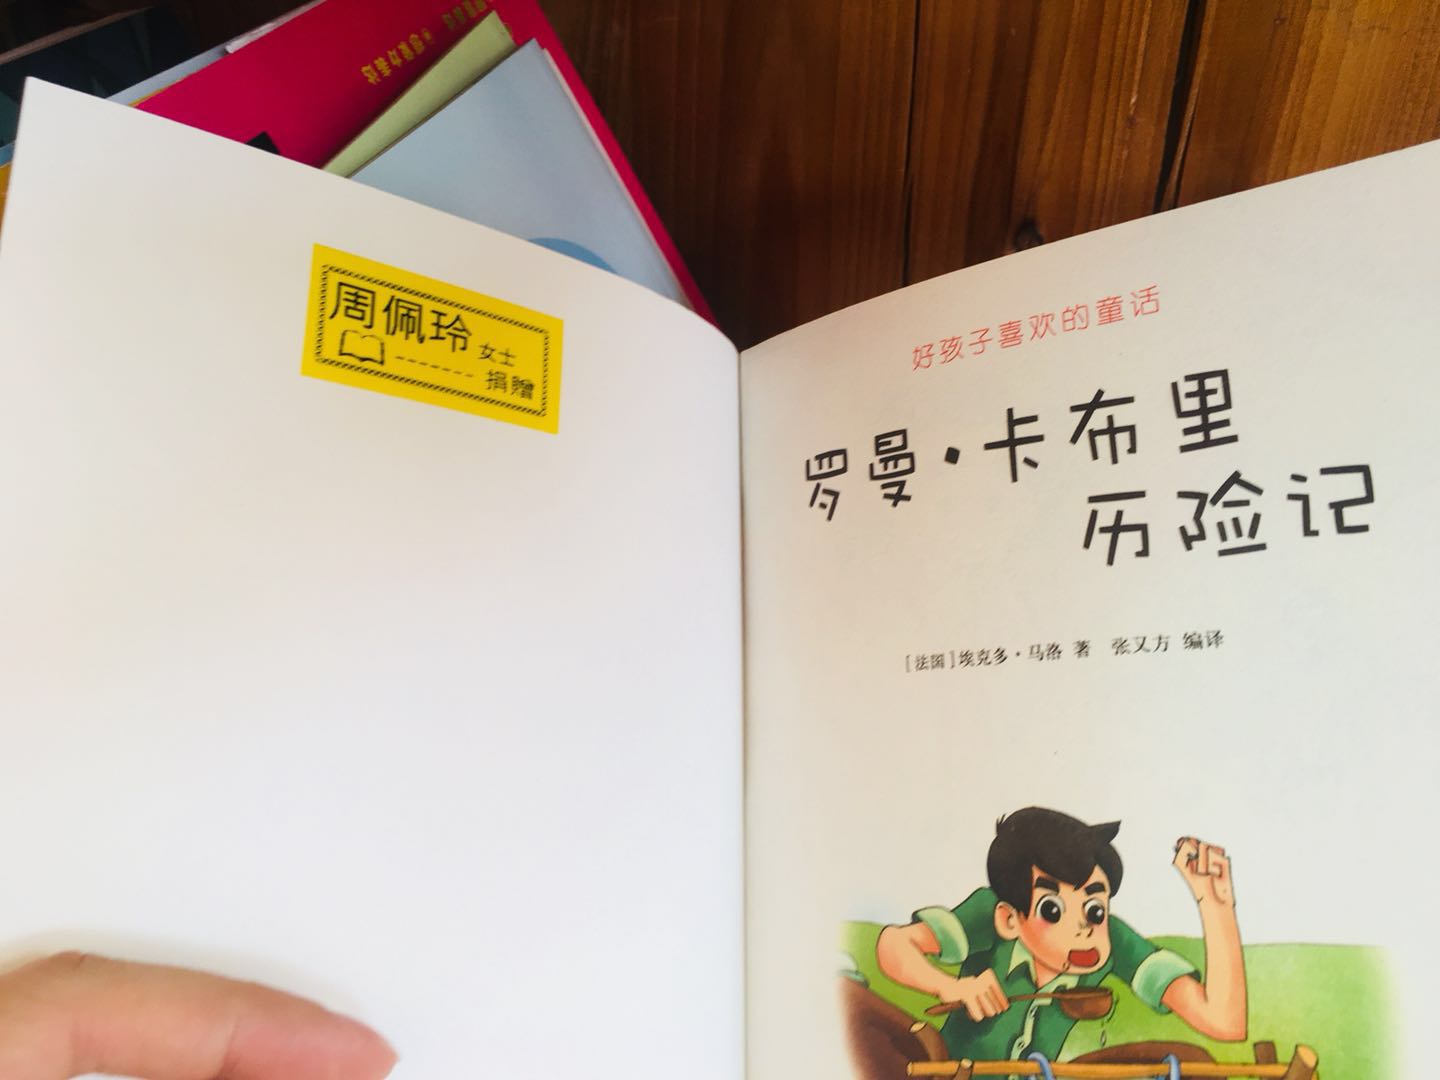 周佩玲 女士
捐赠
好孩子喜欢的童话
罗曼·卡布里
历险记
[法国]埃克多·马洛 著 张又方 编译